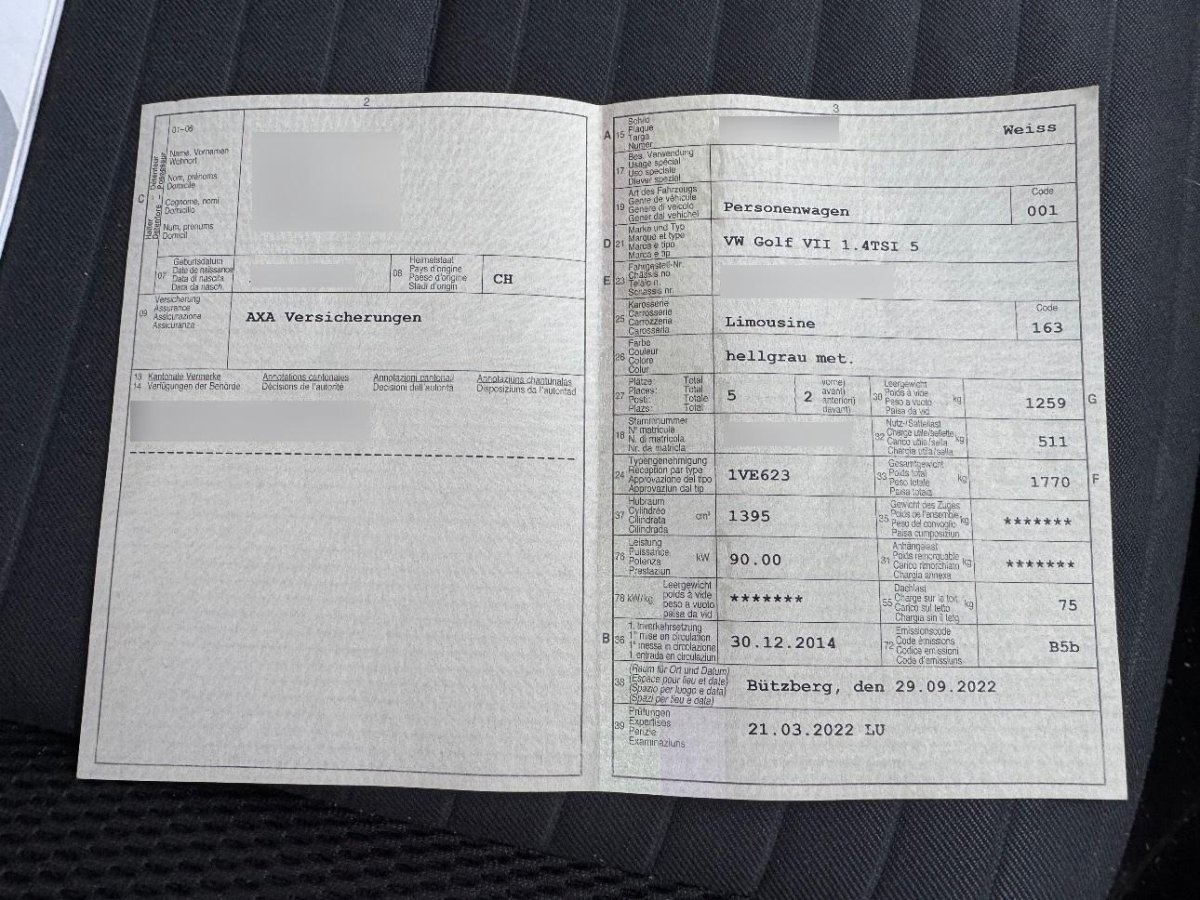 2
01-06
Halter
Détenteur
Detentore - Possessur
C
Name, Vornamen
Wohnort
Nom, prénoms
Domicile
Cognome, nomi
Domicilio
Num, prenums
Domicil
07
Geburtsdatum
Date de naissance
Data di nascita
Data da nasch.
08
Heimatstaat
Pays d'origine
Paese d'origine
Stadi d'origin
CH
09
Versicherung
Assurance
Assicurazione
Assicuranza
AXA Versicherungen
13 Kantonale Vermerke
14 Verfügungen der Behörde
Annotations cantonales
Décisions de l'autorité
Annotazioni cantonali
Decisioni dell'autorità
Annotaziuns chantunalas
Disposiziuns da l'autoritad
3
A 15
Schild
Plaque
Targa
Numer
Weiss
17
Bes. Verwendung
Usage spécial
Uso speciale
Diever spezial
19
Art des Fahrzeugs
Genre de véhicule
Genere di veicolo
Gener dal vehichel
Personenwagen
Code
001
D 21
Marke und Typ
Marque et type
Marca e tipo
Marca e tip
VW Golf VII 1.4TSI 5
E 23
Fahrgestell-Nr.
Châssis no
Telaio n.
Schassis nr.
25
Karosserie
Carrosserie
Carrozzeria
Carossaria
Limousine
Code
163
26
Farbe
Couleur
Colore
Colur
hellgrau met.
27
Plätze: Total
Places: Total
Posti: Totale
Plazs: Total
5
2
vorne)
avant)
anteriori)
davant)
30
Leergewicht
Poids à vide
Peso a vuoto
Paisa da vid
kg
1259
G
18
Stammnummer
N° matricule
N. di matricola
Nr. da matricla
32
Nutz-/Sattellast
Charge utile/sellette
Carico utile/sella
Chargia utila/sella
kg
511
24
Typengenehmigung
Réception par type
Approvazione del tipo
Approvaziun dal tip
1VE623
33
Gesamtgewicht
Poids total
Peso totale
Paisa totala
kg
1770
F
37
Hubraum
Cylindrée
Cilindrata
Cilindrada
cm³
1395
35
Gewicht des Zuges
Poids de l'ensemble
Peso del convoglio
Paisa cumposiziun
kg
*******
76
Leistung
Puissance
Potenza
Prestaziun
kW
90.00
31
Anhängelast
Poids remorquable
Carico rimorchiato
Chargia annexa
kg
*******
78 kW/kg
Leergewicht
poids à vide
peso a vuoto
paisa da vid
*******
55
Dachlast
Charge sur le toit
Carico sul tetto
Chargia sin il tetg
kg
75
B 36
1. Inverkehrsetzung
1re mise en circulation
1a messa in circolazione
1. entrada en circulaziun
30.12.2014
72
Emissionscode
Code émissions
Codice emissioni
Code d'emissiuns
B5b
38
(Raum für Ort und Datum)
(Espace pour lieu et date)
(Spazio per luogo e data)
(Spazi per lieu e data)
Bützberg, den 29.09.2022
39
Prüfungen
Expertises
Perizie
Examinaziuns
21.03.2022 LU